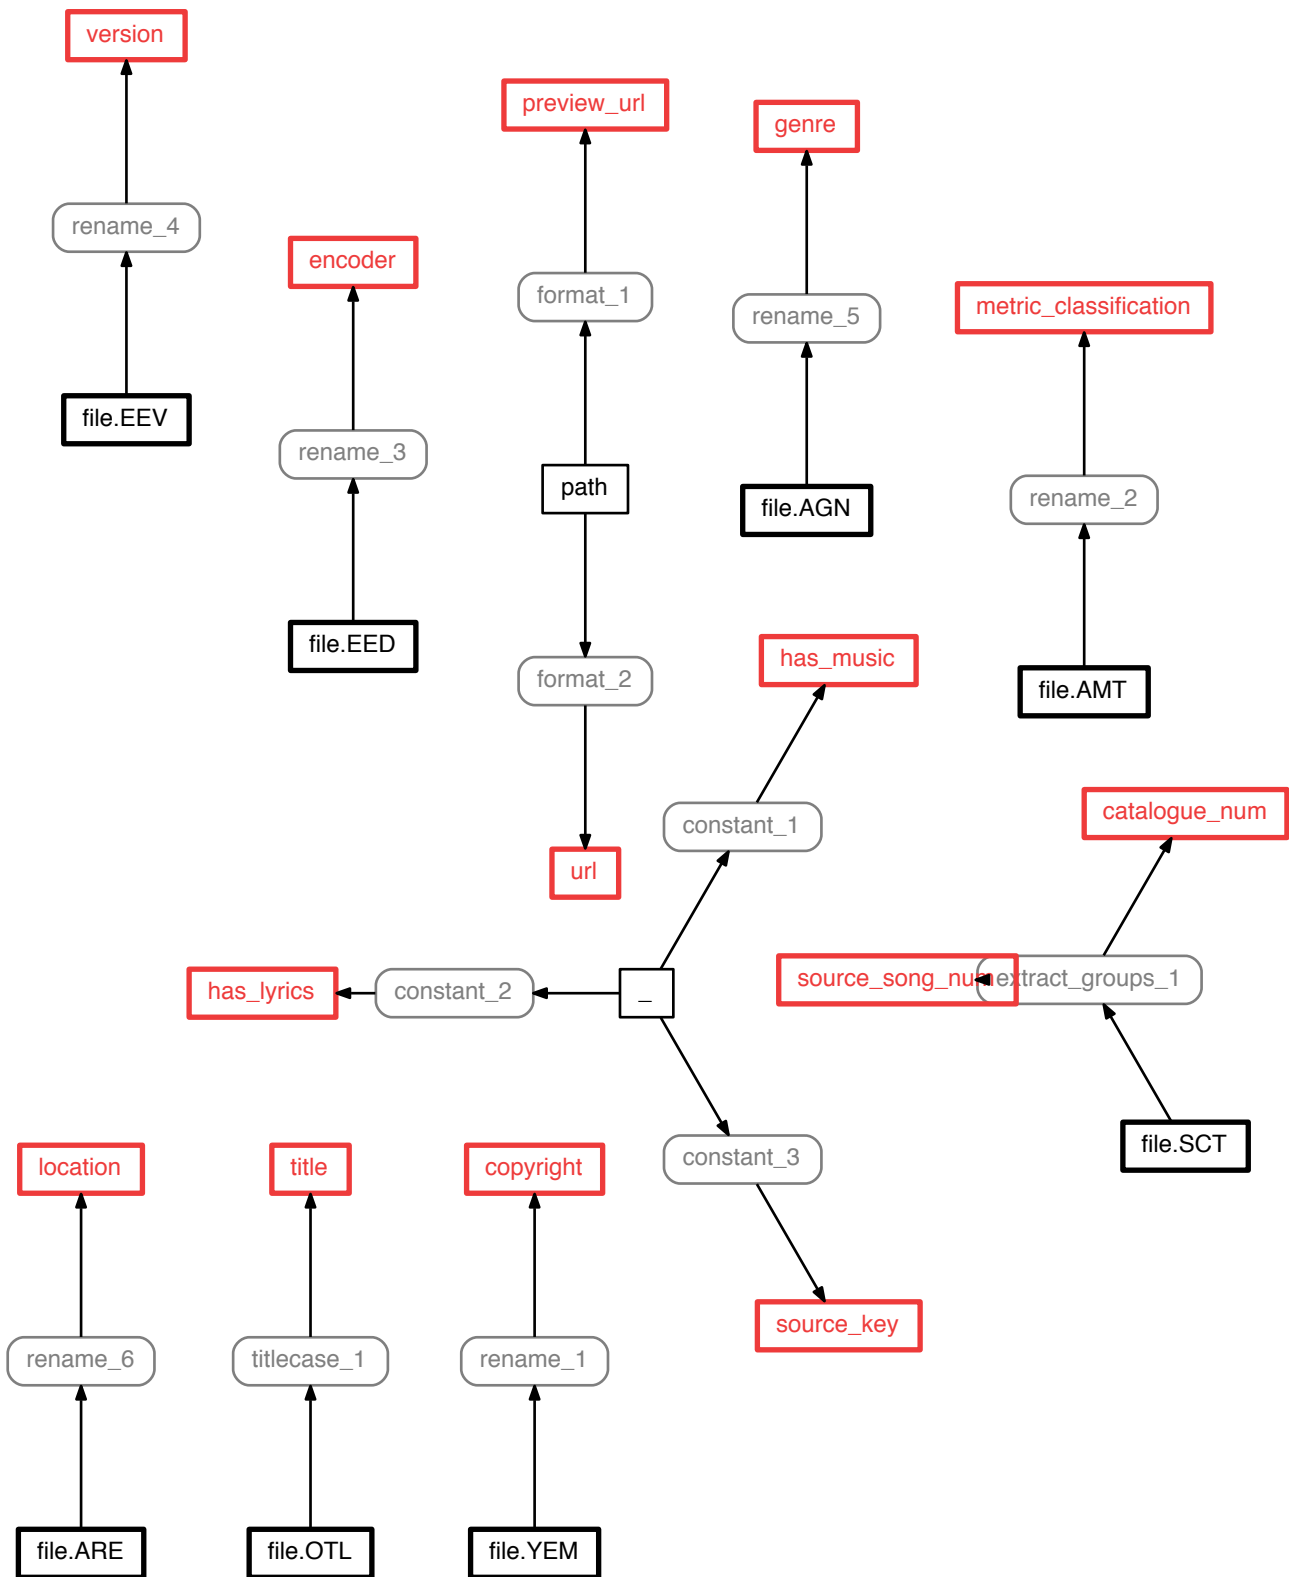 version
preview_url
genre
rename_4
encoder
format_1
metric_classification
rename_5
file.EEV
rename_3
path
rename_2
file.AGN
file.EED
has_music
format_2
file.AMT
catalogue_num
constant_1
url
source_song_num
extract_groups_1
has_lyrics
constant_2
_
file.SCT
constant_3
location
title
copyright
source_key
rename_6
titlecase_1
rename_1
file.ARE
file.OTL
file.YEM